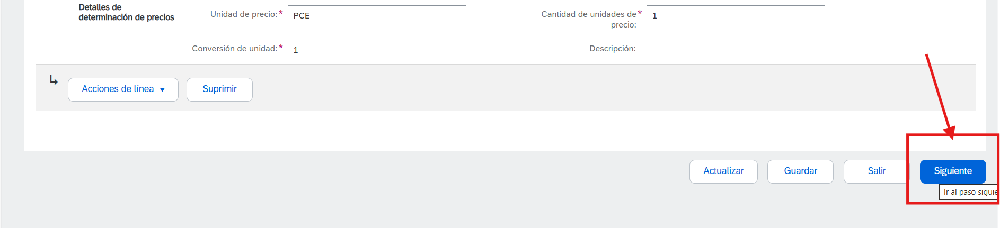 Detalles de
determinación de precios
Unidad de precio:*
PCE
Cantidad de unidades de*
precio:
1
Conversión de unidad:*
1
Descripción:
Acciones de línea ▼
Suprimir
Actualizar
Guardar
Salir
Siguiente
Ir al paso siguie